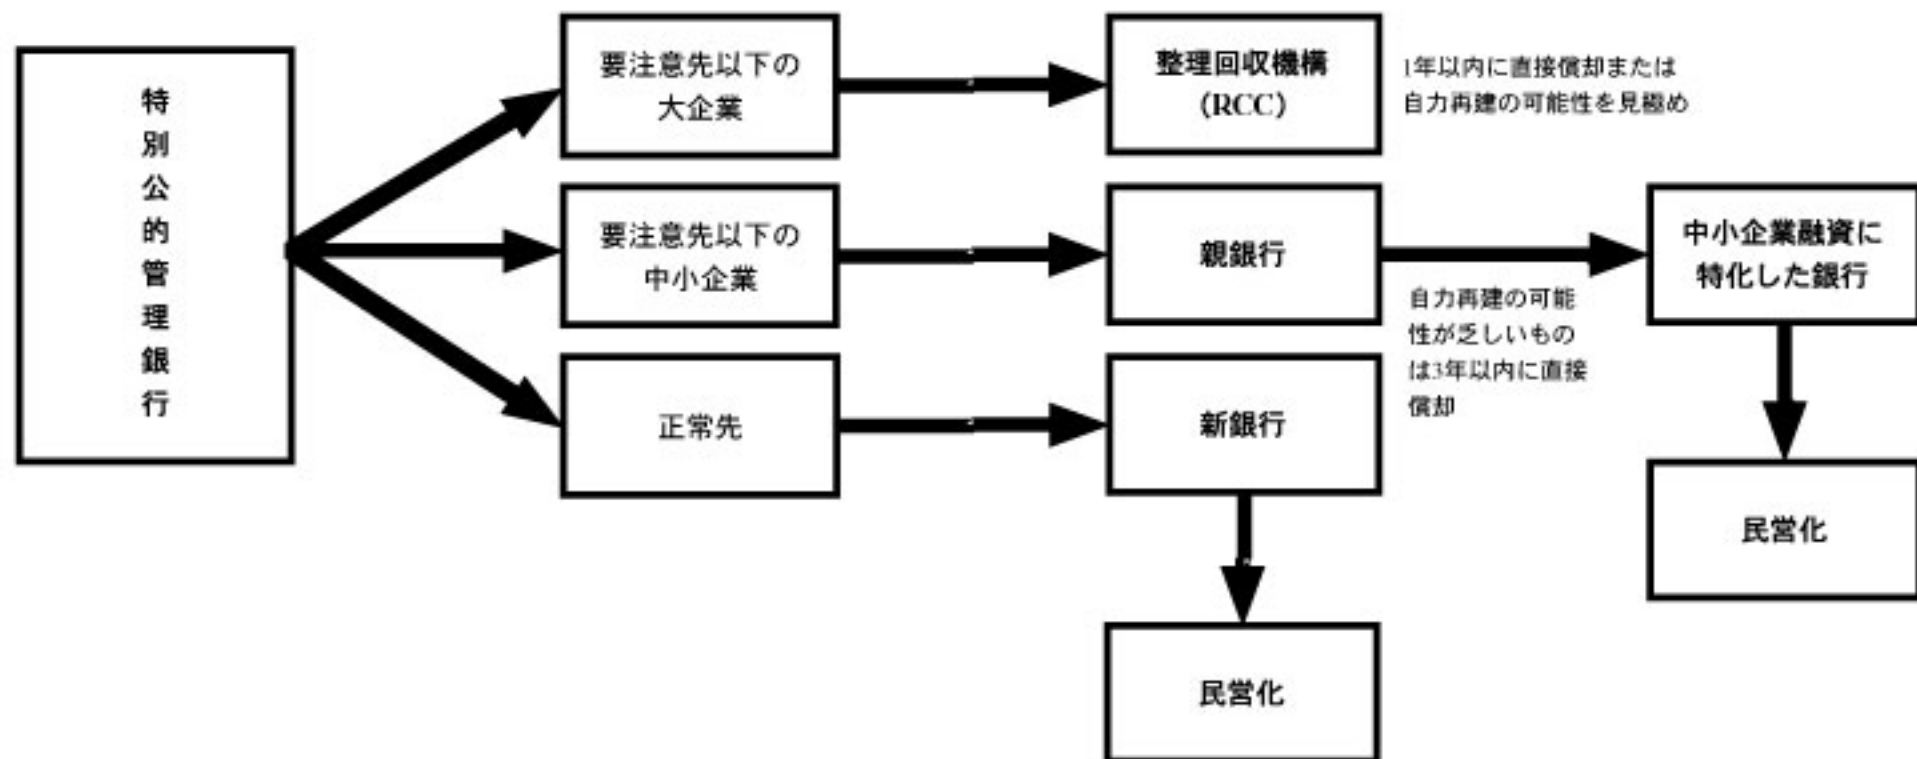 特別公的管理銀行
要注意先以下の
大企業
整理回収機構
（RCC）
1年以内に直接償却または
自力再建の可能性を見極め
要注意先以下の
中小企業
親銀行
自力再建の可能
性が乏しいもの
は3年以内に直接
償却
中小企業融資に
特化した銀行
民営化
正常先
新銀行
民営化